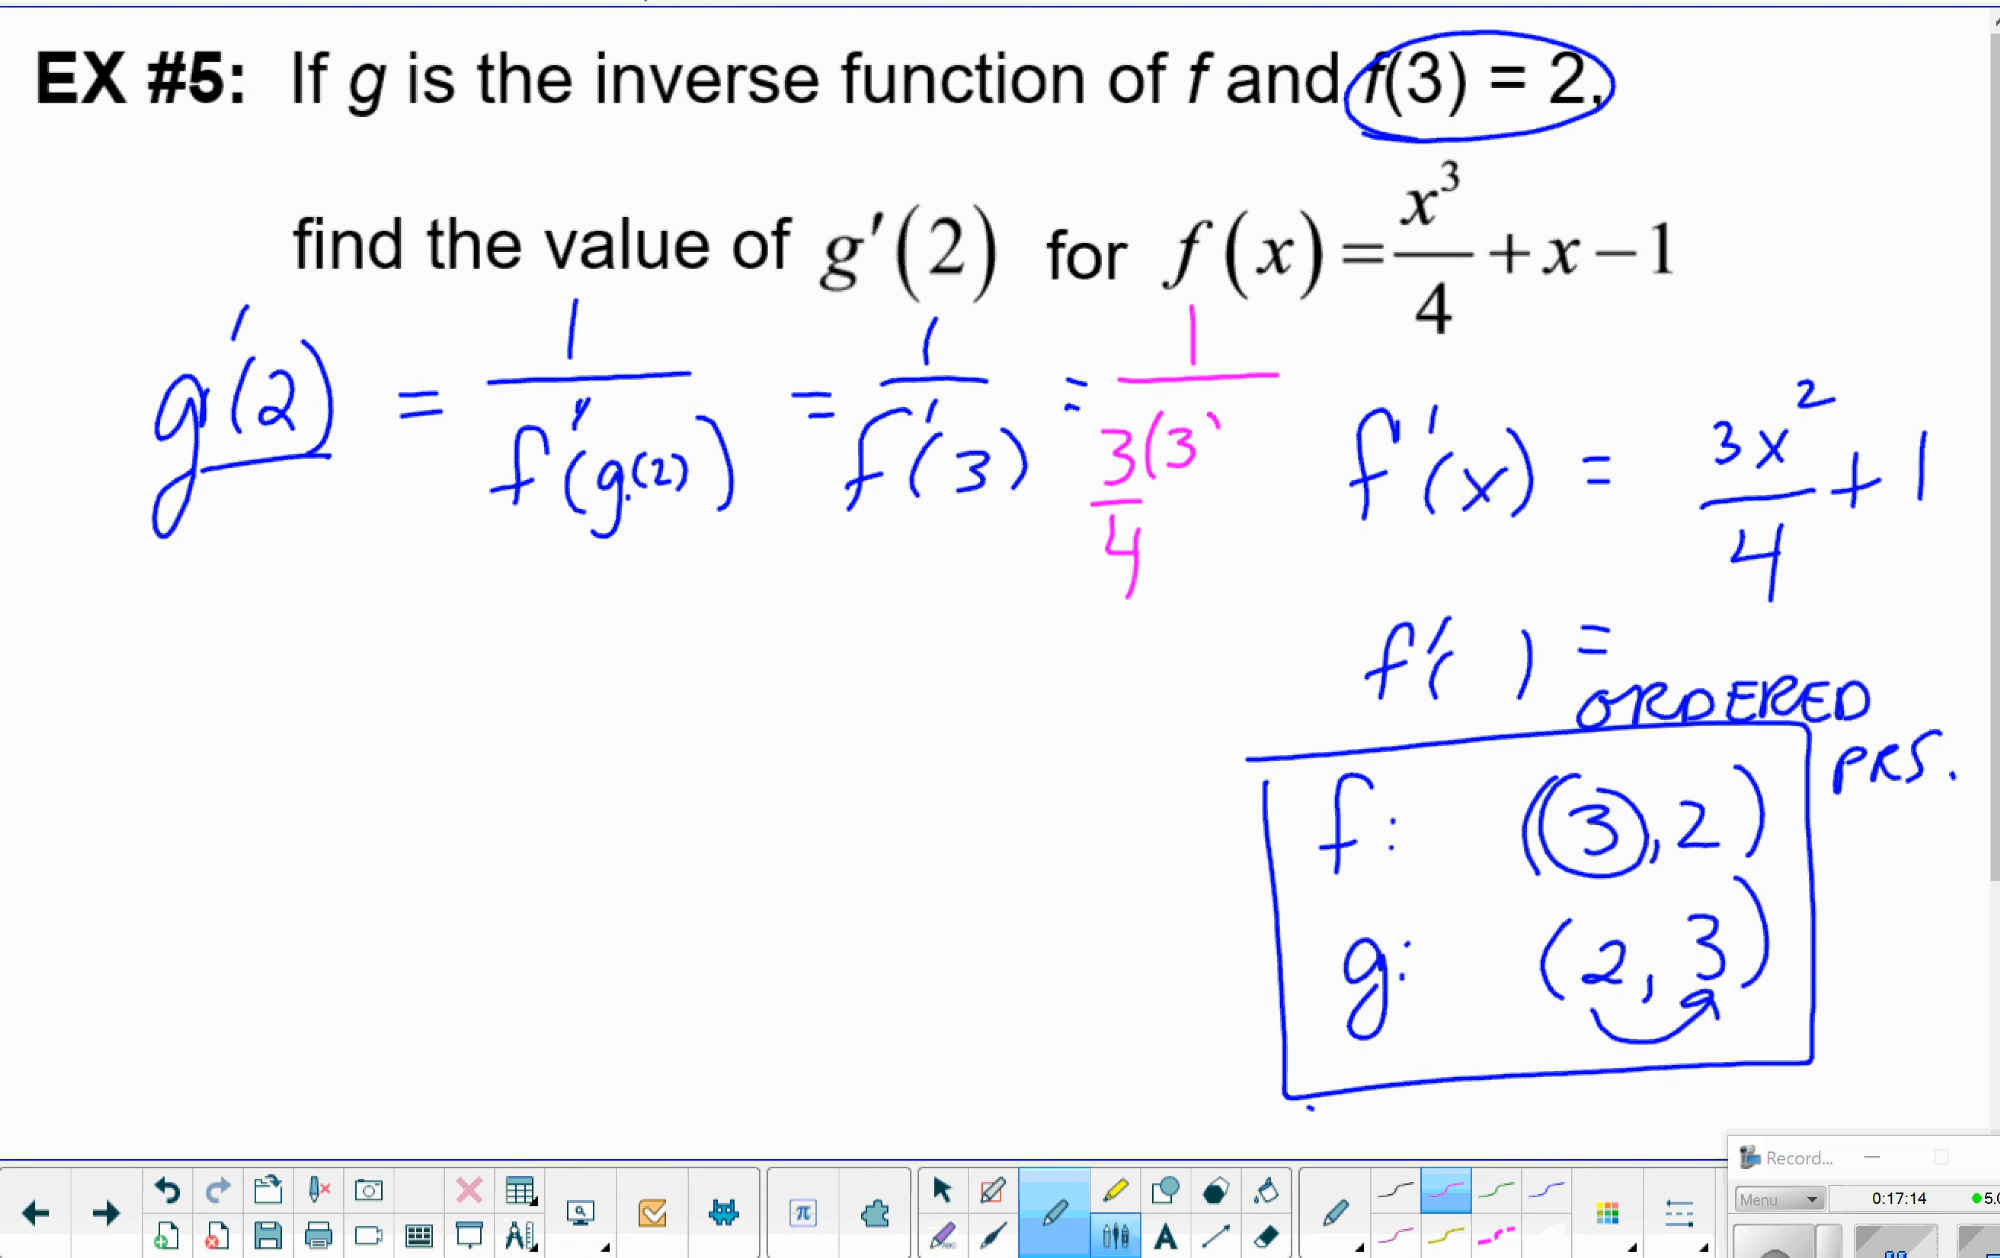 EX #5: If g is the inverse function of f and f(3) = 2,
find the value of g′(2) for f(x) = x³/4 + x − 1
g′(2) = 1/f′(g(2)) = 1/f′(3) = 1/(3(3)/4
f′(x) = 3x²/4 + 1
f′( ) =
ORDERED
PRS.
f: (3, 2)
g: (2, 3)
Record...
Menu
0:17:14
5.0
π
A